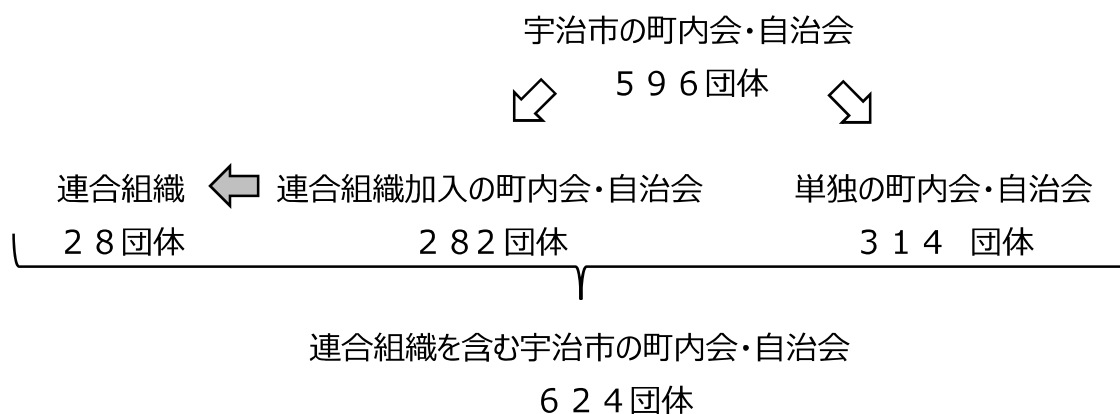 宇治市の町内会・自治会
５９６団体
連合組織
連合組織加入の町内会・自治会
単独の町内会・自治会
２８団体
２８２団体
３１４ 団体
連合組織を含む宇治市の町内会・自治会
６２４団体